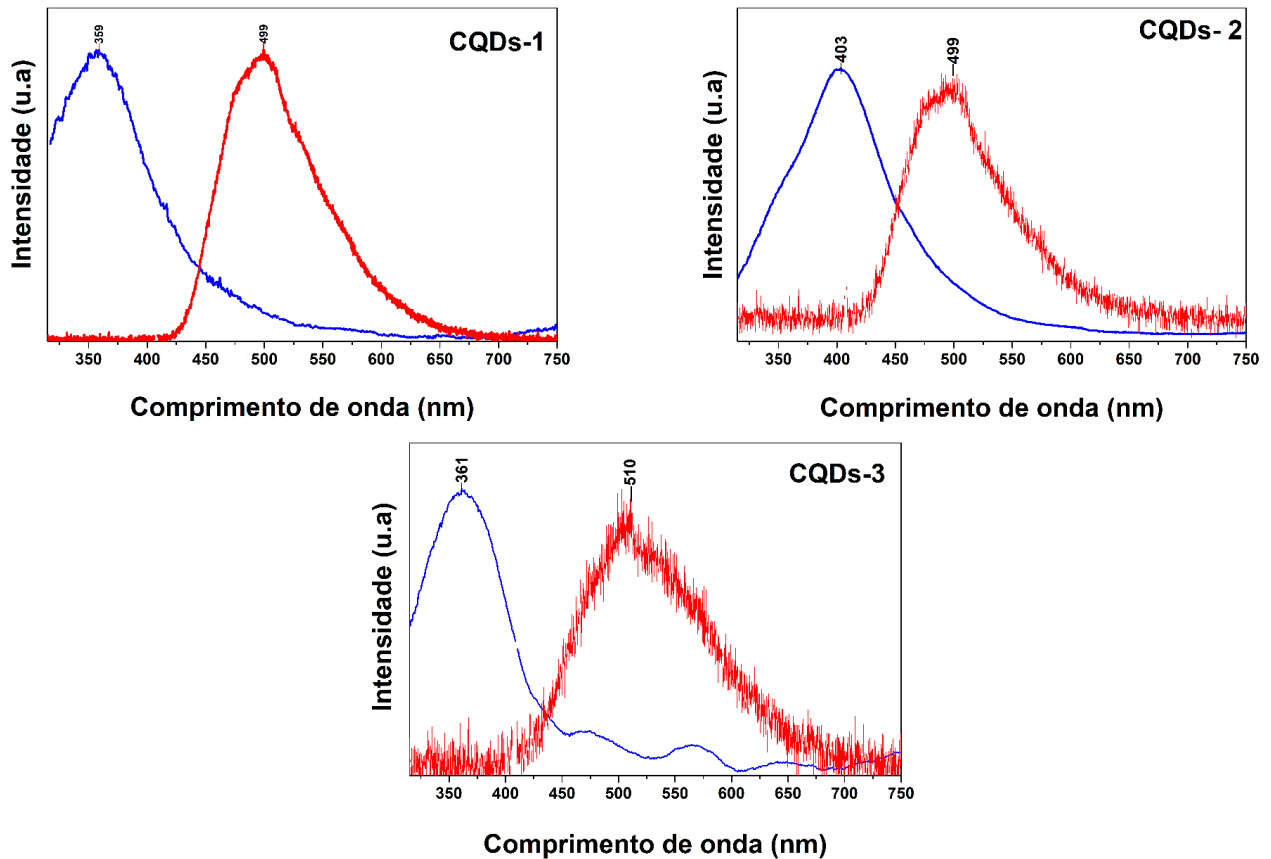 359
499
CQDs-1
Intensidade (u.a)
350 400 450 500 550 600 650 700 750
Comprimento de onda (nm)
403
499
CQDs- 2
Intensidade (u.a)
350 400 450 500 550 600 650 700 750
Comprimento de onda (nm)
361
510
CQDs-3
Intensidade (u.a)
350 400 450 500 550 600 650 700 750
Comprimento de onda (nm)